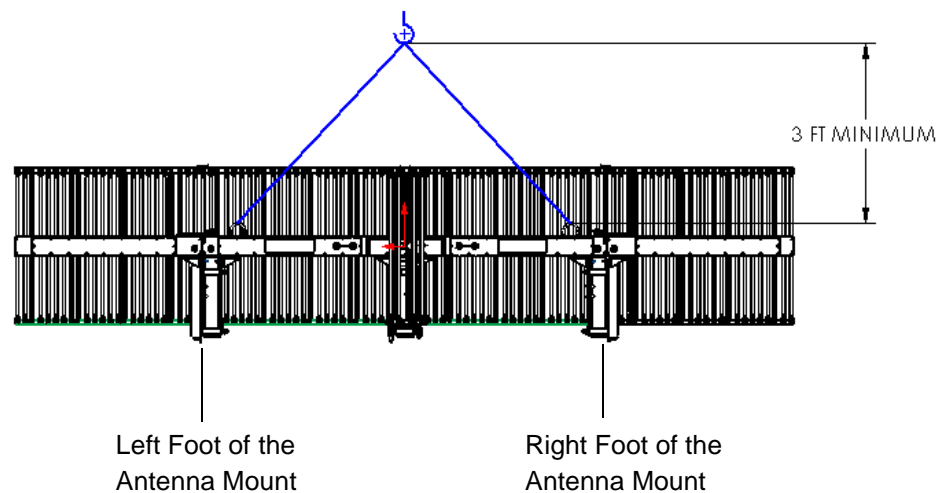 3 FT MINIMUM
Left Foot of the
Antenna Mount
Right Foot of the
Antenna Mount